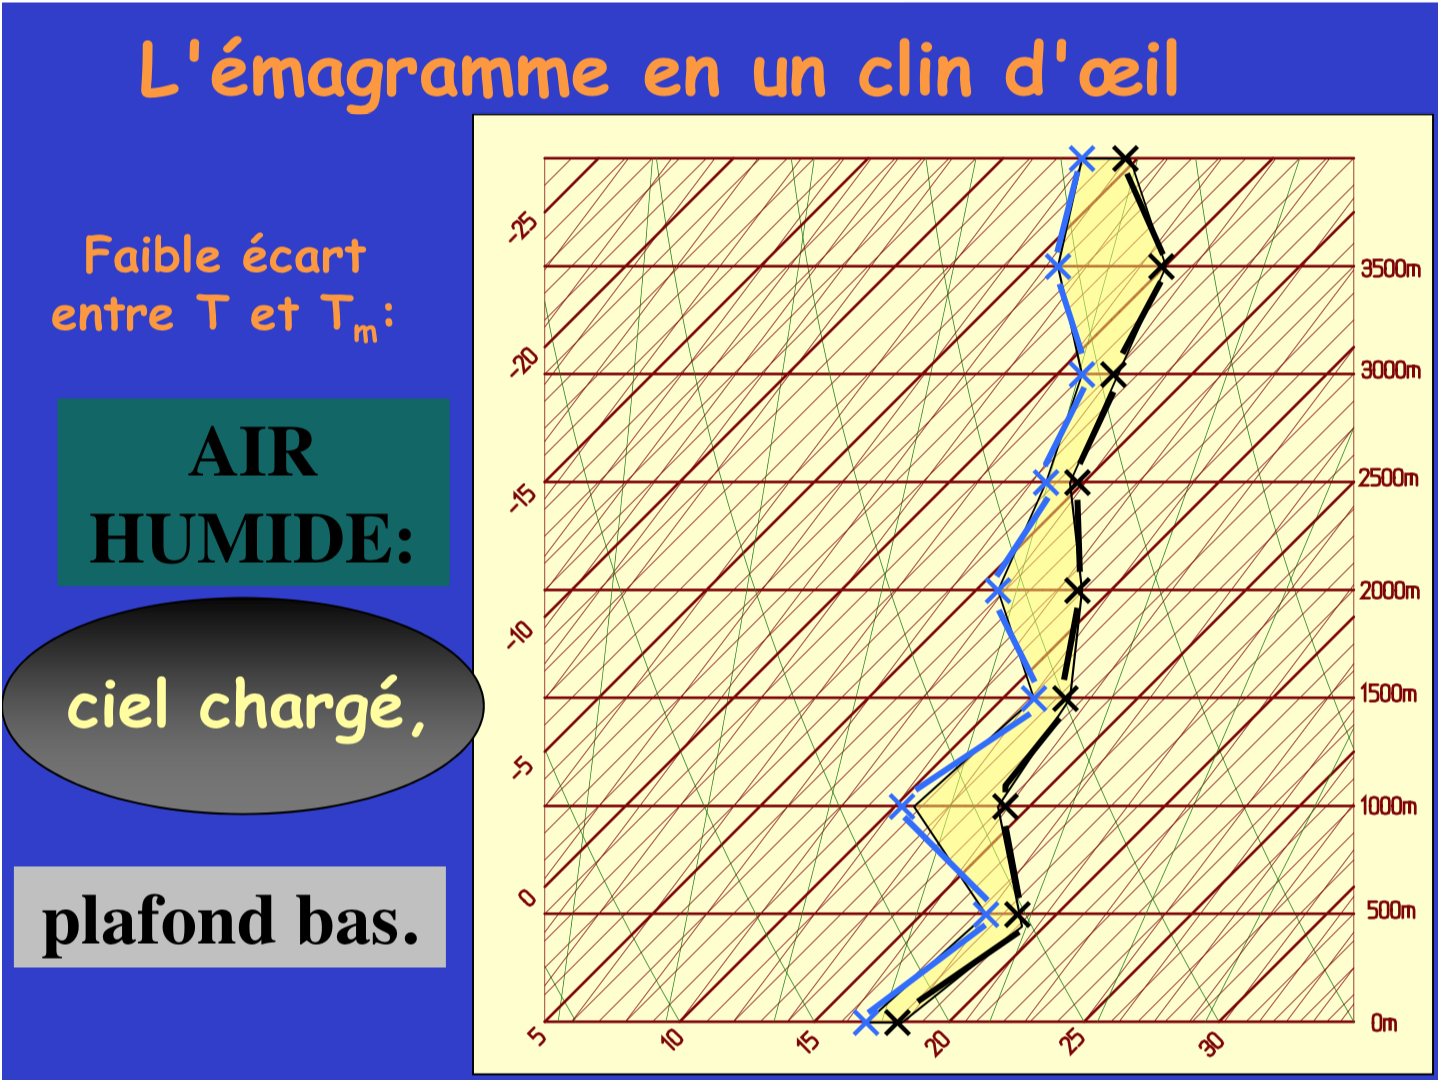 L'émagramme en un clin d'œil
Faible écart
entre T et Tm:
AIR
HUMIDE:
ciel chargé,
plafond bas.
-25
-20
-15
-10
-5
0
5
10
15
20
25
30
3500m
3000m
2500m
2000m
1500m
1000m
500m
0m